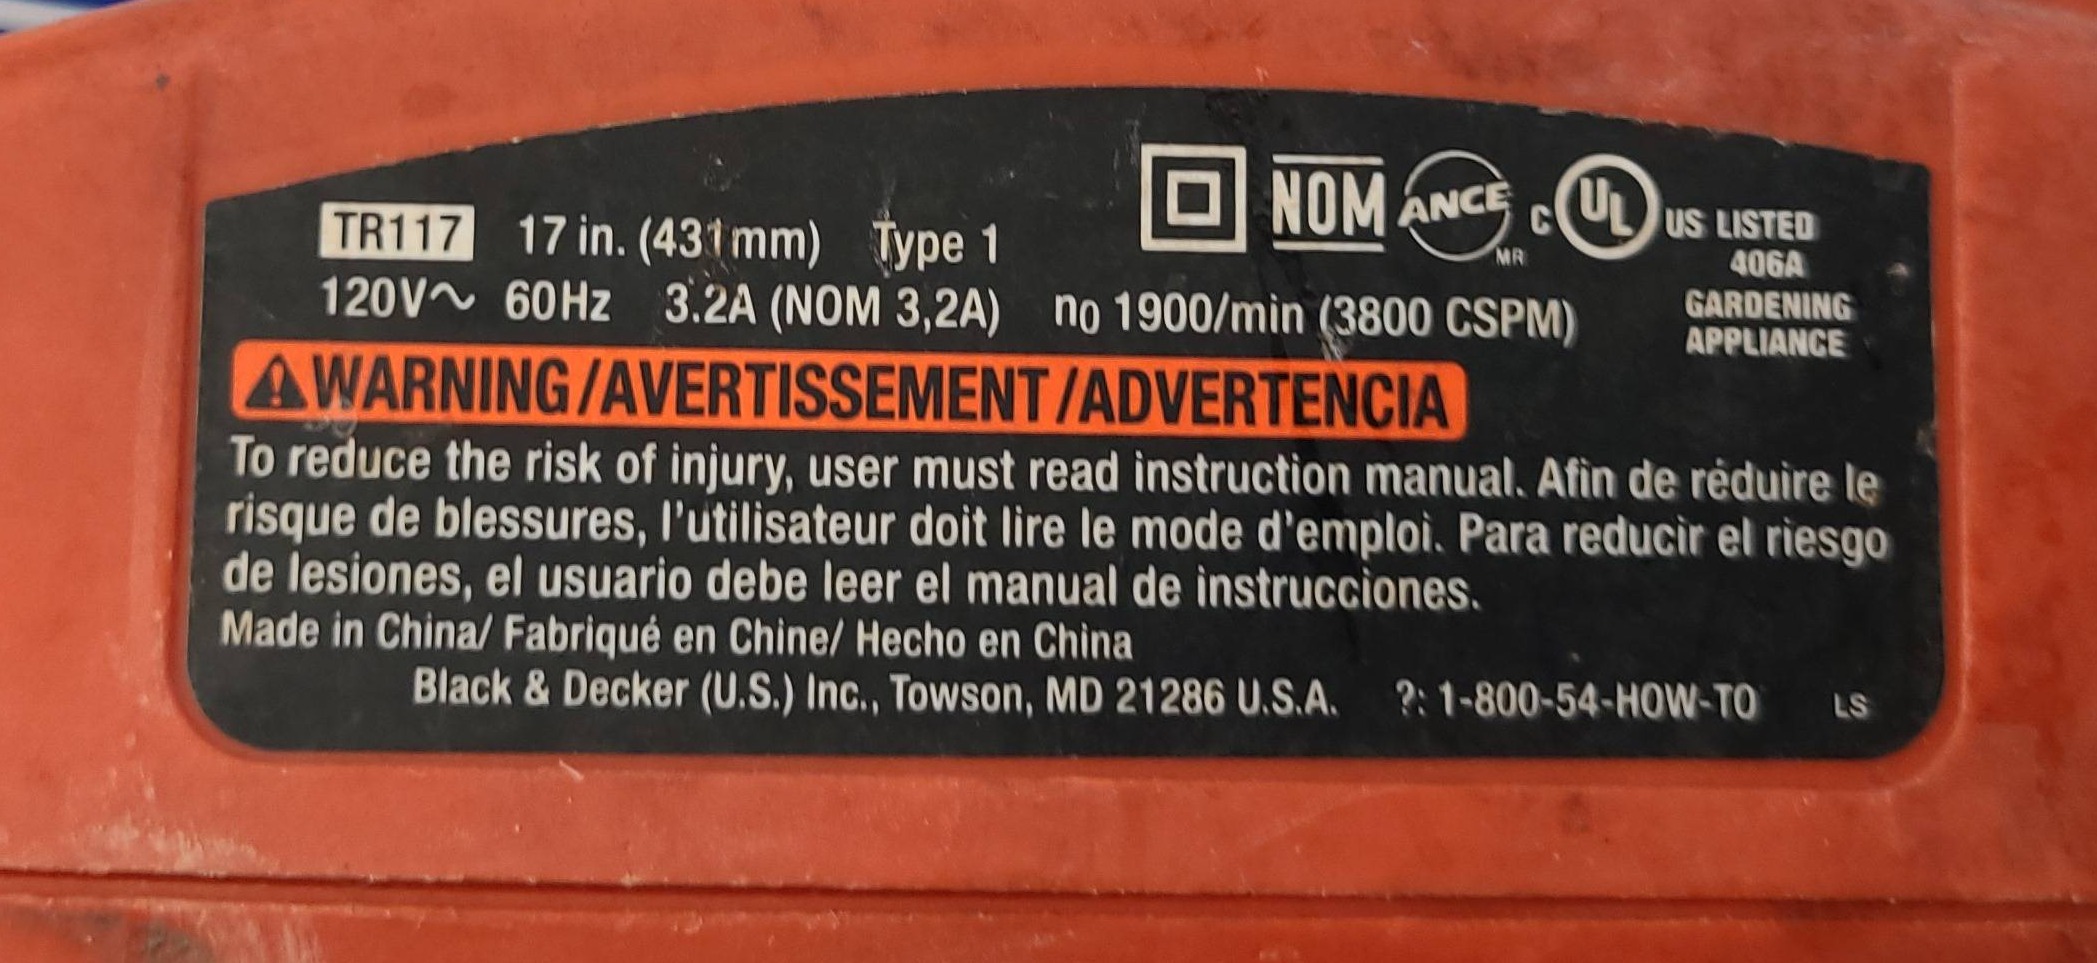 TR117 17 in. (431mm) Type 1
NOM ANCE MR C UL US LISTED
406A
120V~ 60Hz 3.2A (NOM 3,2A) no 1900/min (3800 CSPM)
GARDENING
APPLIANCE
WARNING/AVERTISSEMENT/ADVERTENCIA
To reduce the risk of injury, user must read instruction manual. Afin de réduire le
risque de blessures, l'utilisateur doit lire le mode d'emploi. Para reducir el riesgo
de lesiones, el usuario debe leer el manual de instrucciones.
Made in China/ Fabriqué en Chine/ Hecho en China
Black & Decker (U.S.) Inc., Towson, MD 21286 U.S.A. ?: 1-800-54-HOW-TO LS